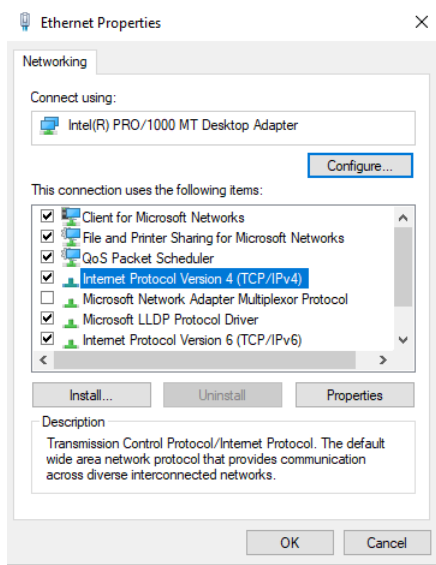 Ethernet Properties
Networking
Connect using:
Intel(R) PRO/1000 MT Desktop Adapter
Configure...
This connection uses the following items:
Client for Microsoft Networks
File and Printer Sharing for Microsoft Networks
QoS Packet Scheduler
Internet Protocol Version 4 (TCP/IPv4)
Microsoft Network Adapter Multiplexor Protocol
Microsoft LLDP Protocol Driver
Internet Protocol Version 6 (TCP/IPv6)
Install... Uninstall Properties
Description
Transmission Control Protocol/Internet Protocol. The default
wide area network protocol that provides communication
across diverse interconnected networks.
OK Cancel